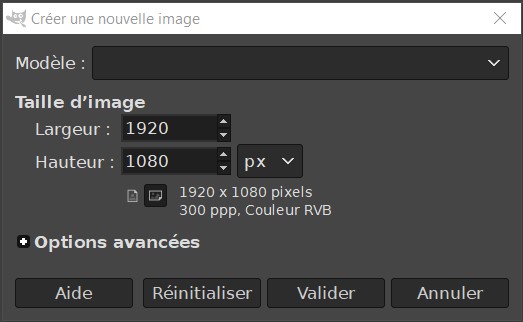 Créer une nouvelle image
Modèle :
Taille d’image
Largeur : 1920
Hauteur : 1080 px
1920 x 1080 pixels
300 ppp, Couleur RVB
Options avancées
Aide Réinitialiser Valider Annuler